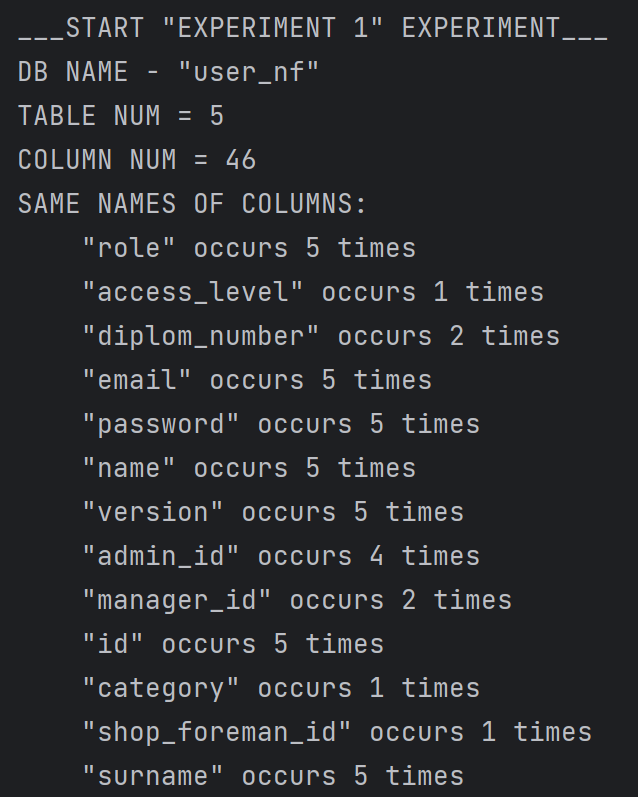 ___START "EXPERIMENT 1" EXPERIMENT___
DB NAME - "user_nf"
TABLE NUM = 5
COLUMN NUM = 46
SAME NAMES OF COLUMNS:
"role" occurs 5 times
"access_level" occurs 1 times
"diplom_number" occurs 2 times
"email" occurs 5 times
"password" occurs 5 times
"name" occurs 5 times
"version" occurs 5 times
"admin_id" occurs 4 times
"manager_id" occurs 2 times
"id" occurs 5 times
"category" occurs 1 times
"shop_foreman_id" occurs 1 times
"surname" occurs 5 times